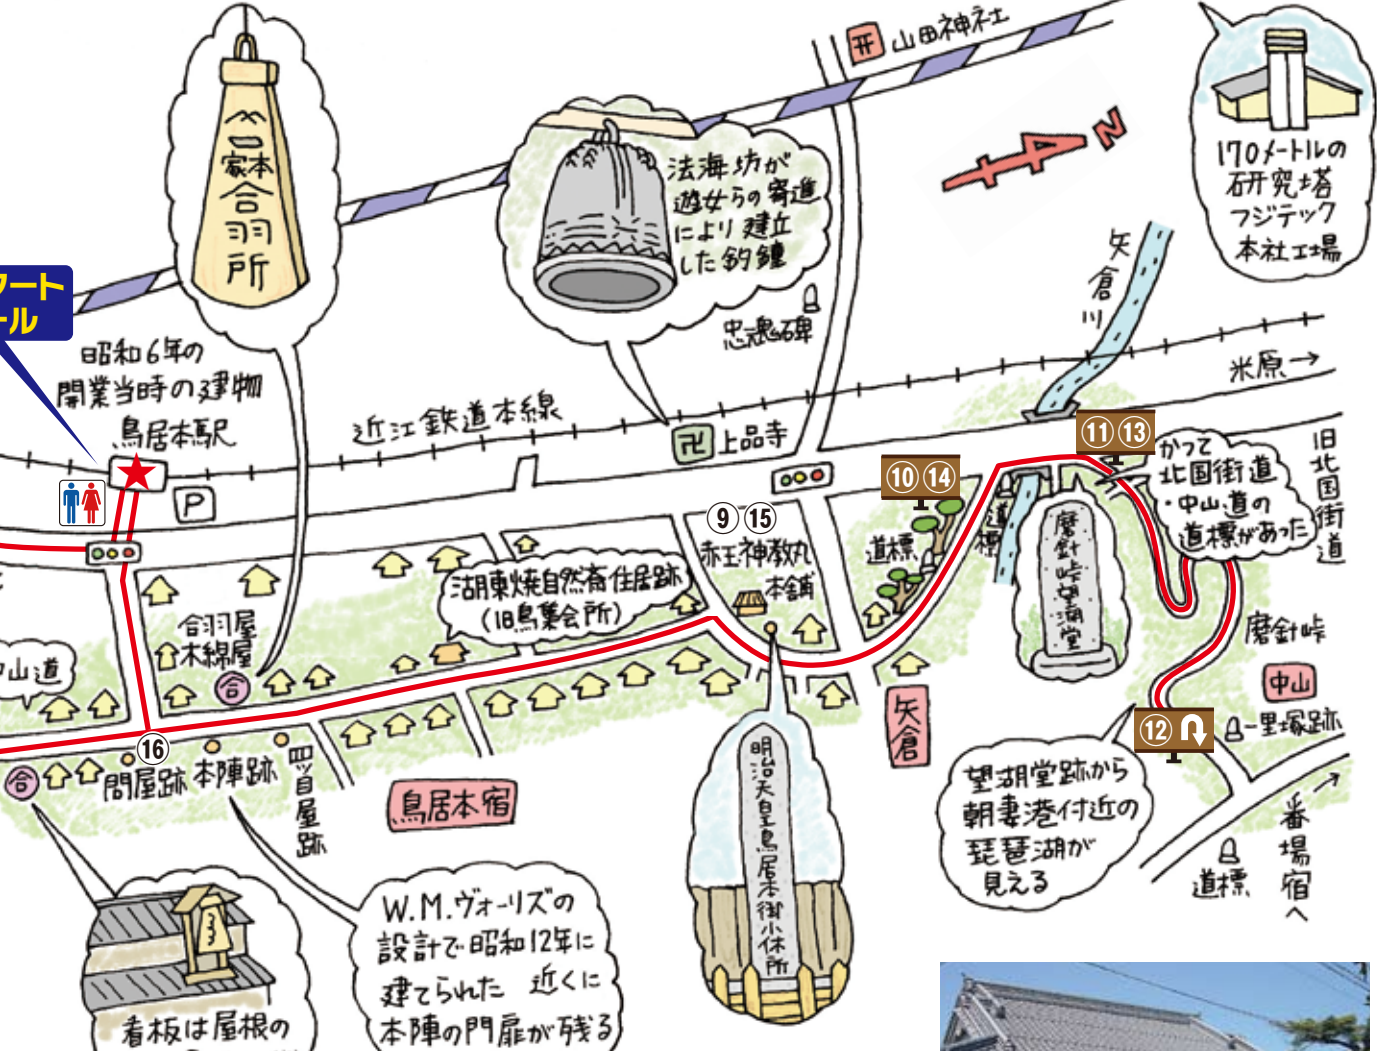 山田神社
N
170メートルの
研究塔
フジテック
本社工場
本家
合羽所
法海坊が
遊女らの寄進
により建立
した釣鐘
忠魂碑
矢倉川
米原→
昭和6年の
開業当時の建物
鳥居本駅
近江鉄道本線
卍 上品寺
P
⑪⑬
⑩⑭
かつて
北国街道
・中山道の
道標があった
旧北国街道
⑨⑮
赤玉神教丸
本舗
道標
道標
磨針峠望湖堂
湖東焼自然斎住居跡
(旧鳥集会所)
合羽屋
木綿屋
合
中山道
磨針峠
中山
⑫
一里塚跡
矢倉
⑯
合
問屋跡
本陣跡
四ツ目屋跡
鳥居本宿
明治天皇鳥居本御小休所
望湖堂跡から
朝妻港付近の
琵琶湖が
見える
道標
番場宿へ
W.M.ヴォーリズの
設計で昭和12年に
建てられた 近くに
本陣の門扉が残る
看板は屋根の